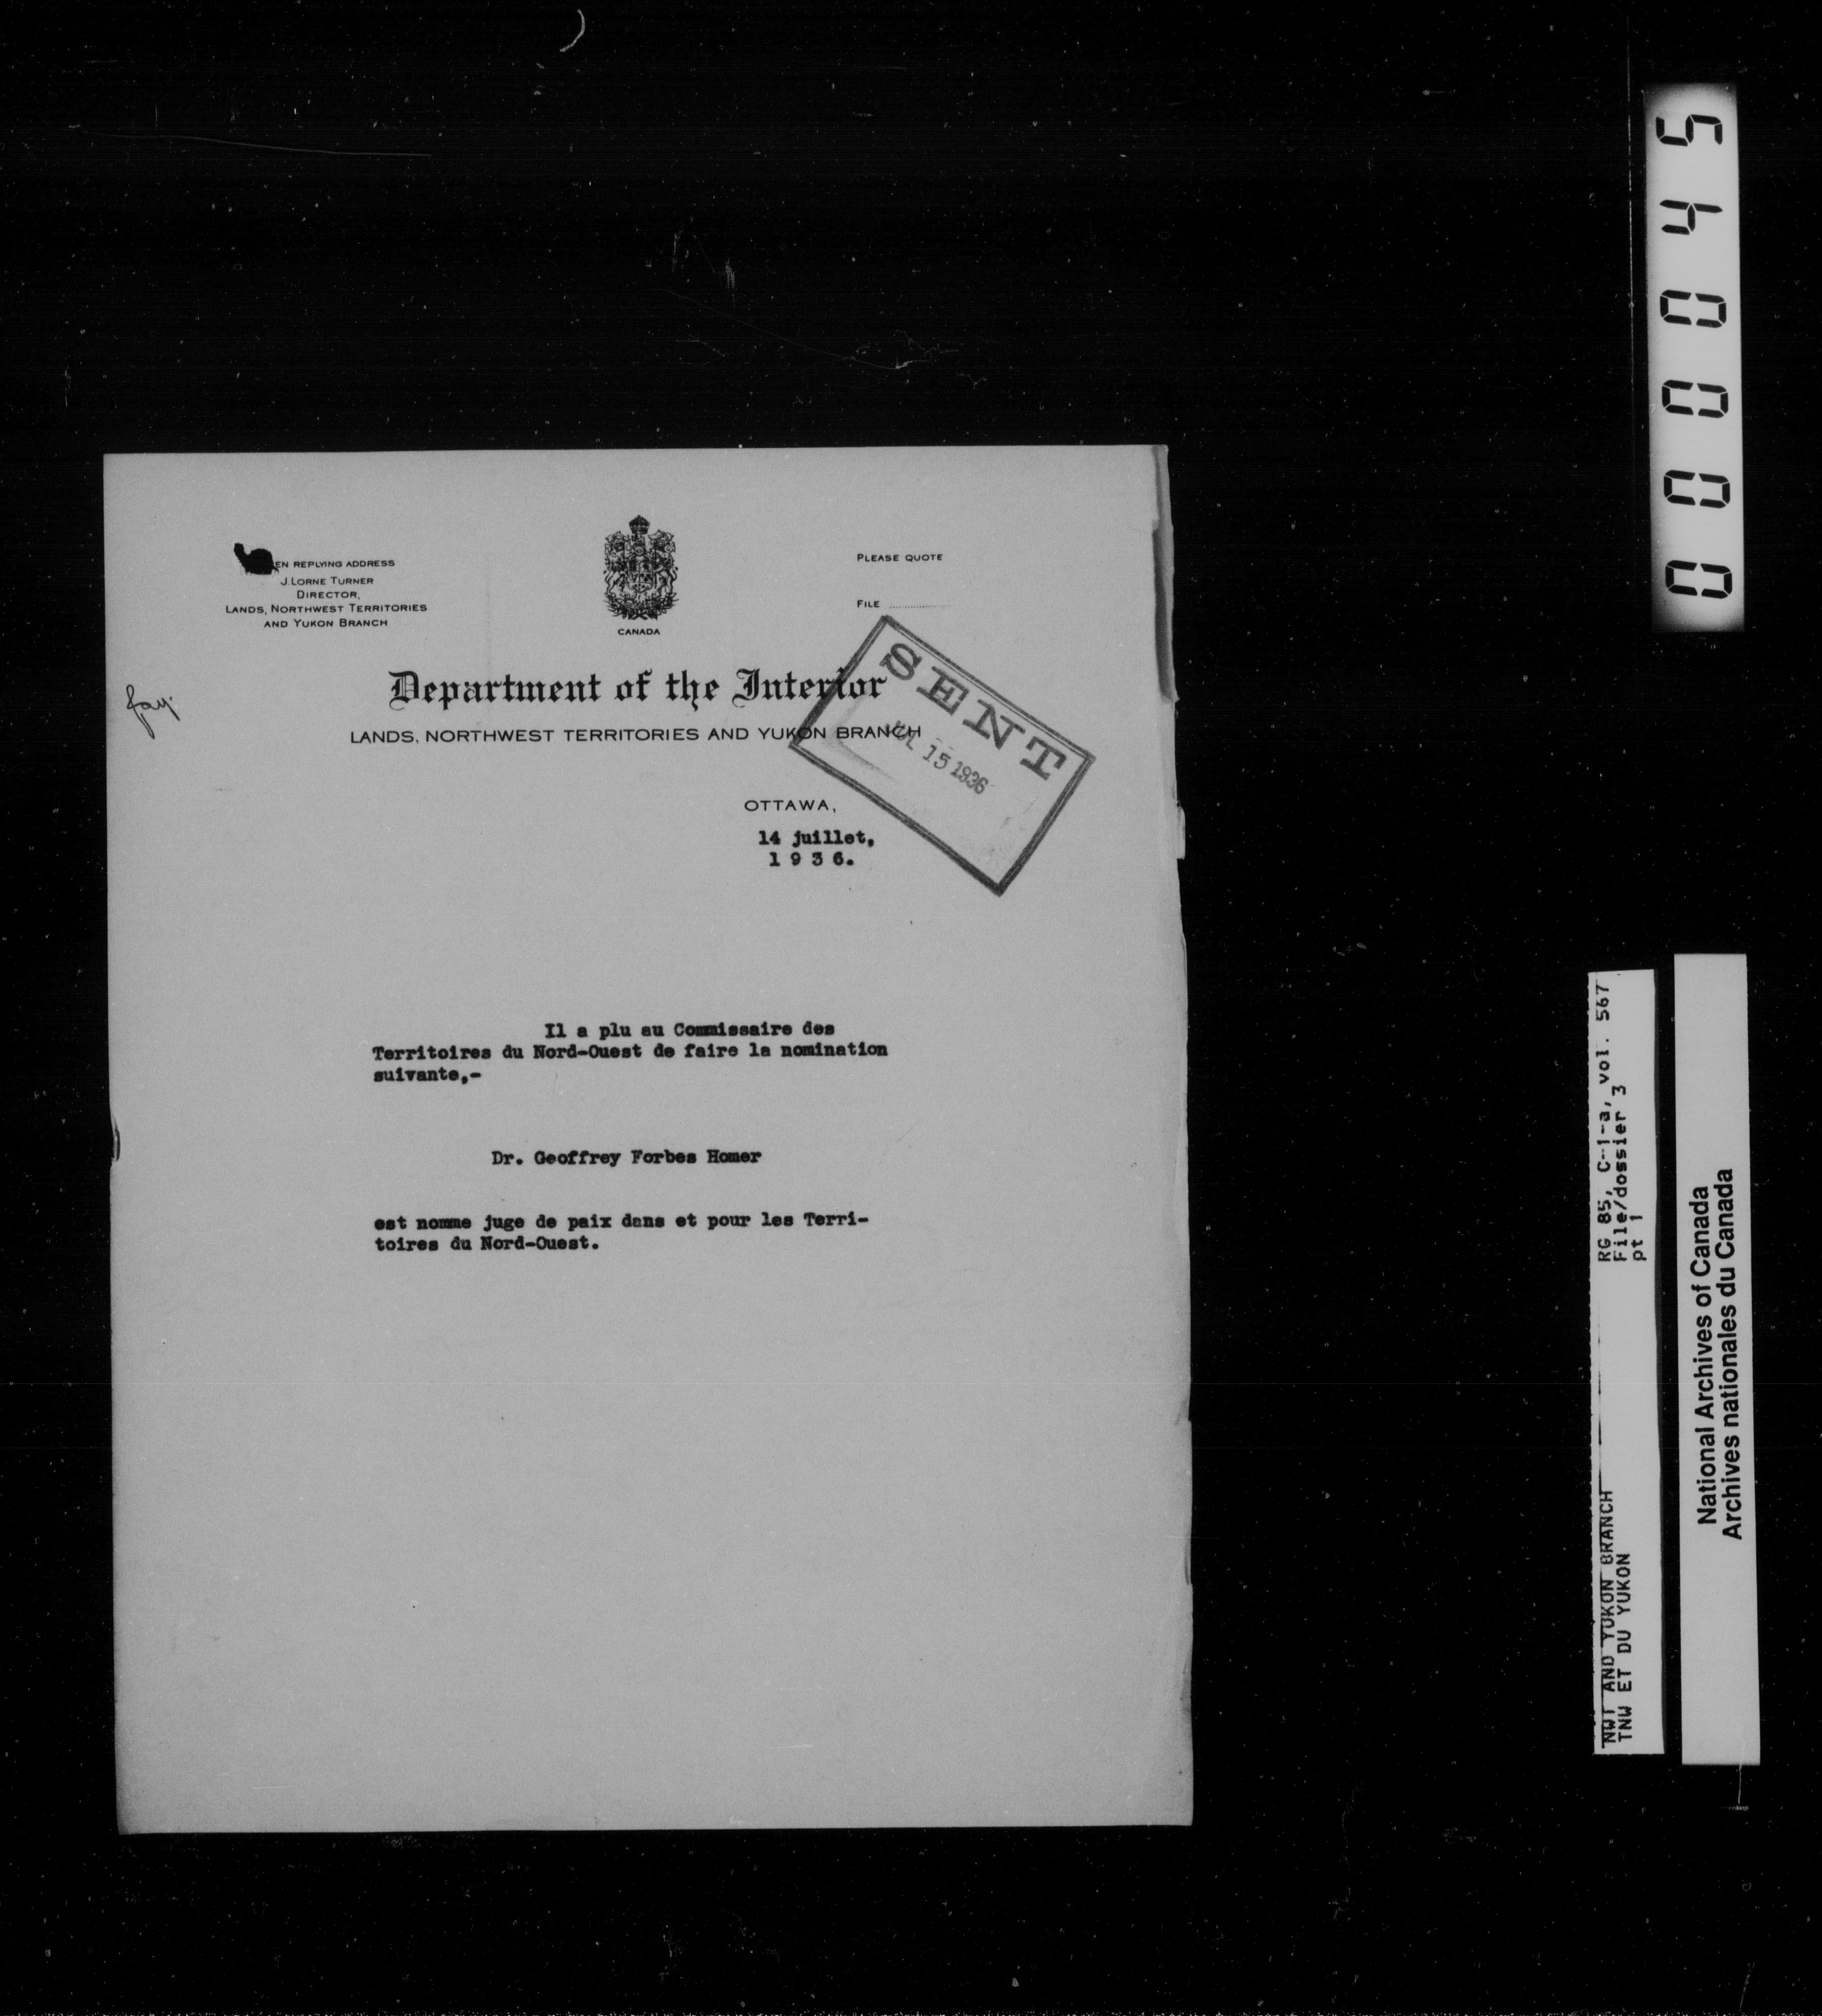 EN REPLYING ADDRESS
J. LORNE TURNER
DIRECTOR,
LANDS, NORTHWEST TERRITORIES
AND YUKON BRANCH
CANADA
PLEASE QUOTE
FILE
Department of the Interior
LANDS, NORTHWEST TERRITORIES AND YUKON BRANCH
SENT
JUL 15 1936
OTTAWA,
14 juillet,
1 9 3 6.
Il a plu au Commissaire des
Territoires du Nord-Ouest de faire la nomination
suivante,-
Dr. Geoffrey Forbes Homer
est nomme juge de paix dans et pour les Terri-
toires du Nord-Ouest.
000045
NWT AND YUKON BRANCH
TNW ET DU YUKON
RG 85, C-1-a, vol. 567
File/dossier 3
pt 1
National Archives of Canada
Archives nationales du Canada